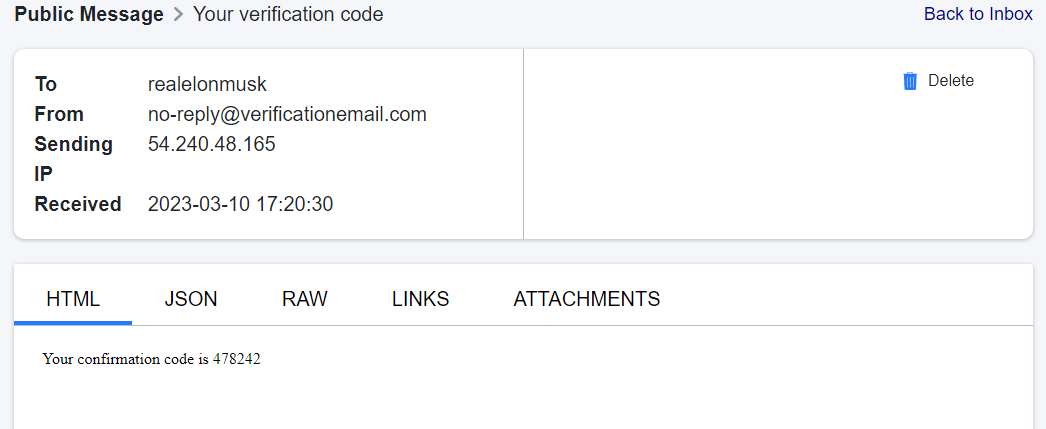 Public Message > Your verification code Back to Inbox
To realelonmusk Delete
From no-reply@verificationemail.com
Sending 54.240.48.165
IP
Received 2023-03-10 17:20:30
HTML JSON RAW LINKS ATTACHMENTS
Your confirmation code is 478242